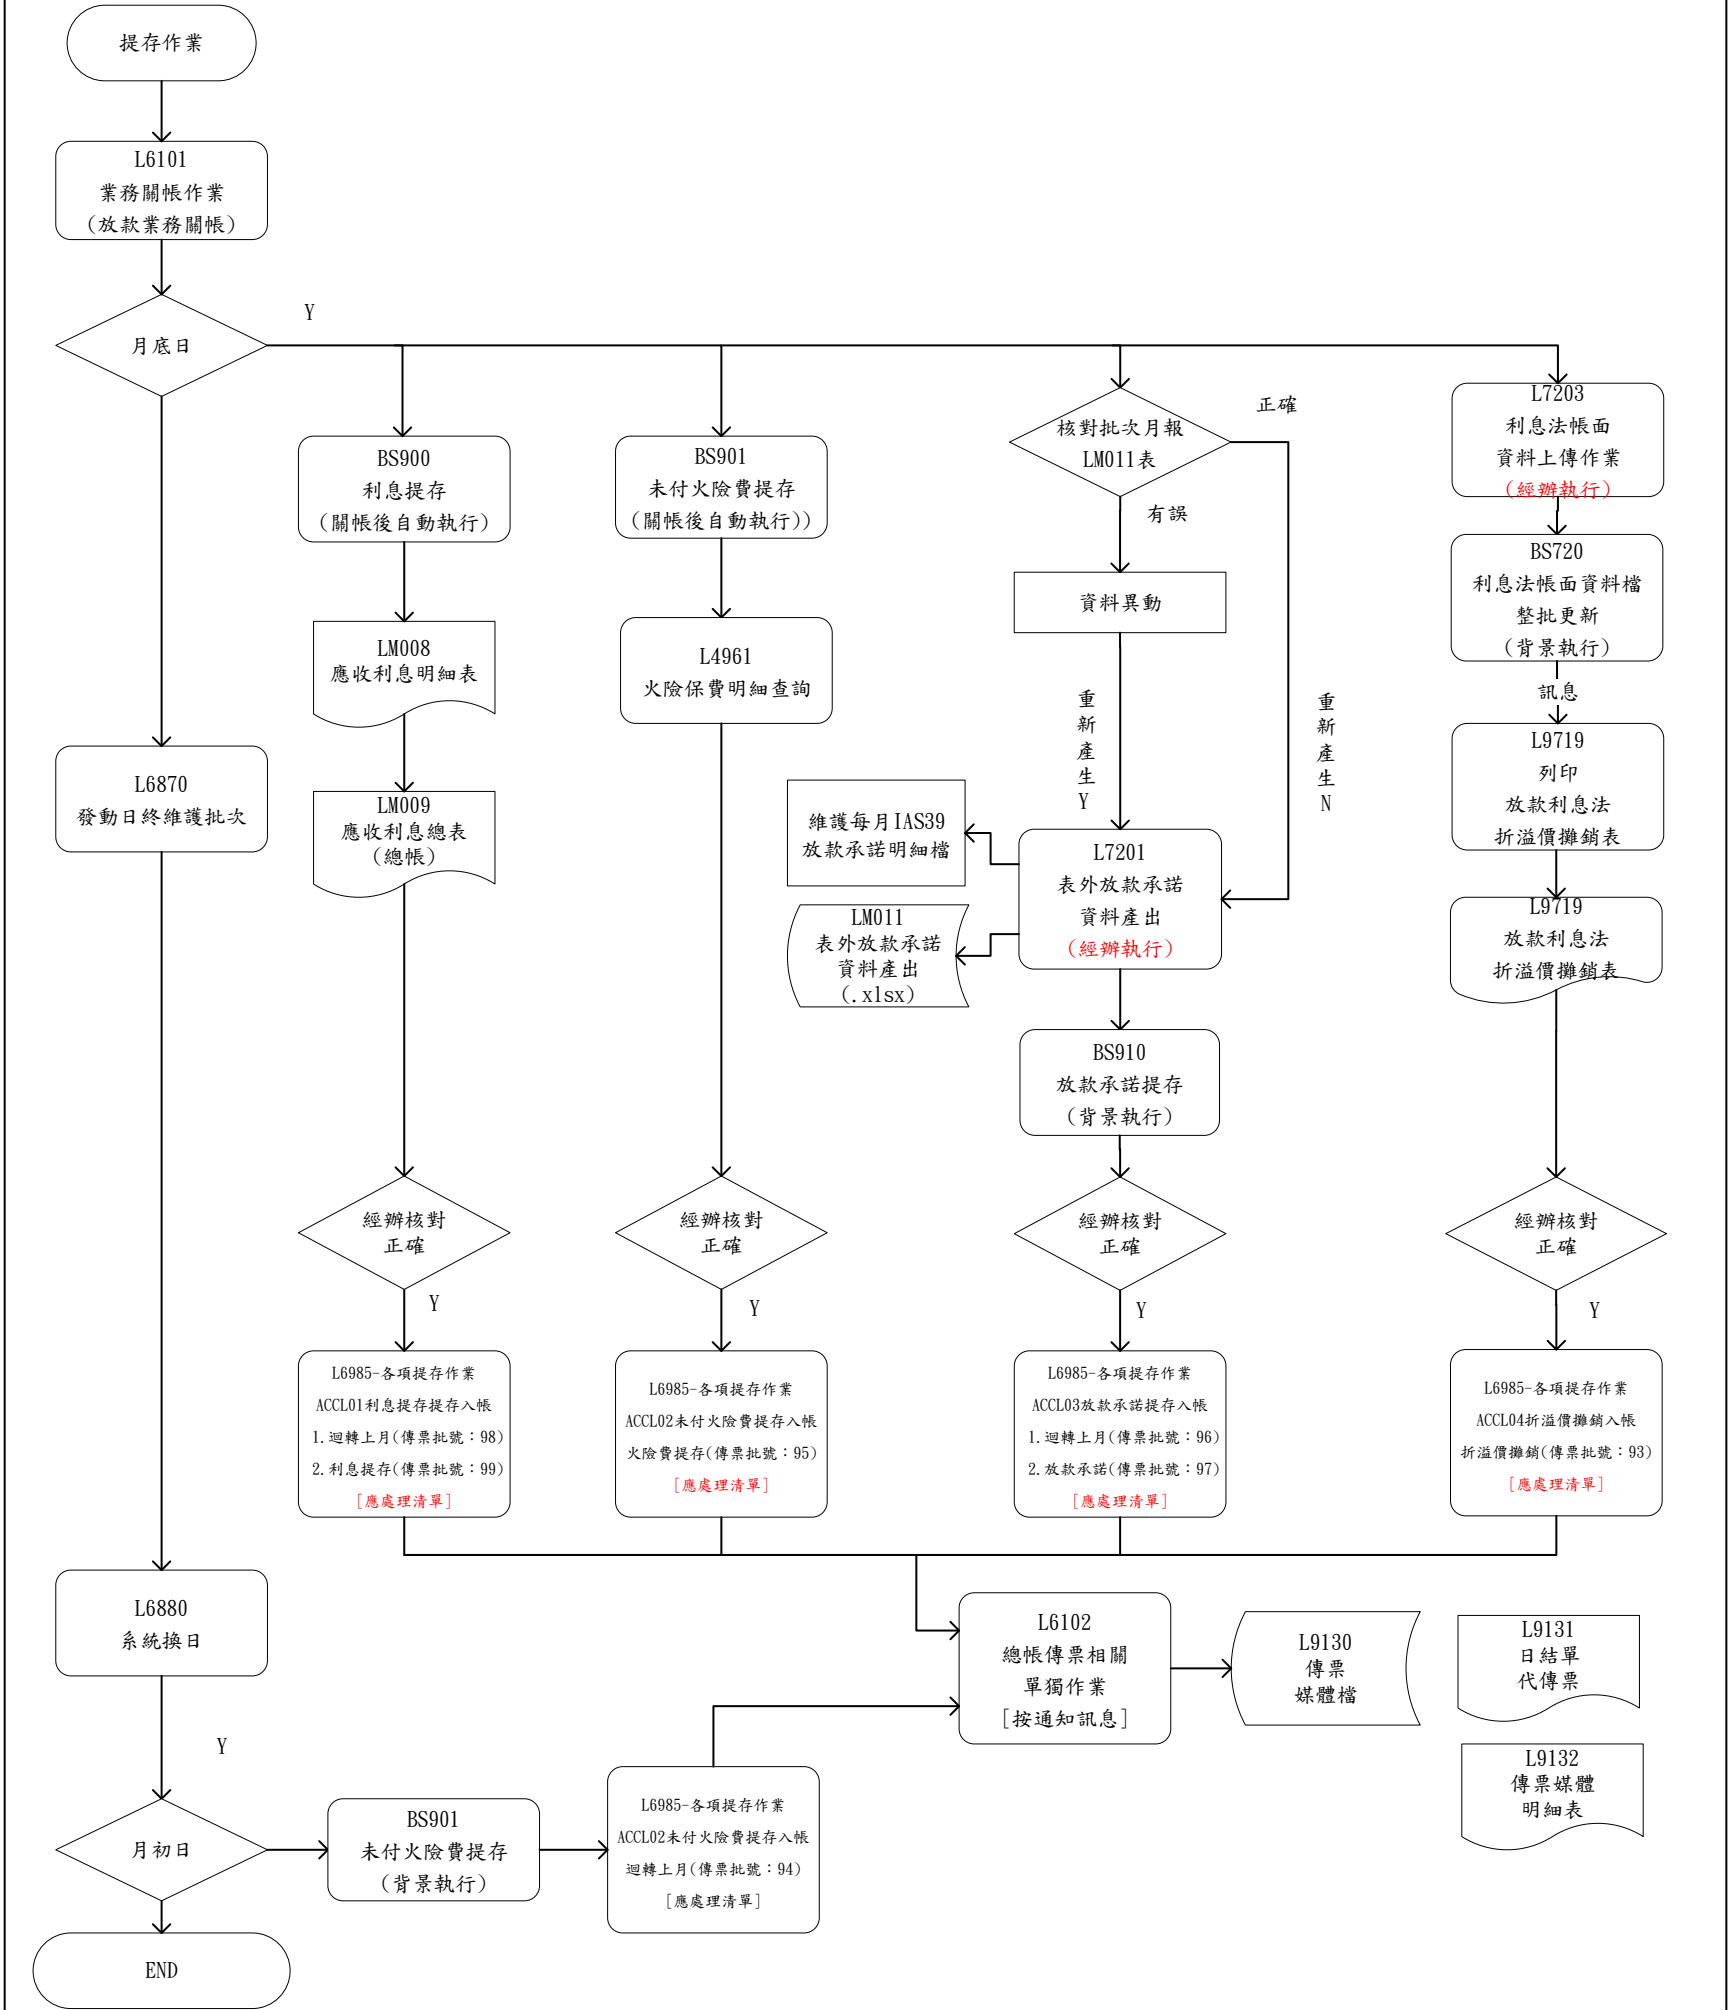 提存作業
L6101
業務關帳作業
(放款業務關帳)
月底日
Y
BS900
利息提存
(關帳後自動執行)
LM008
應收利息明細表
LM009
應收利息總表
(總帳)
經辦核對
正確
Y
L6985-各項提存作業
ACCL01利息提存提存入帳
1.迴轉上月(傳票批號：98)
2.利息提存(傳票批號：99)
[應處理清單]
BS901
未付火險費提存
(關帳後自動執行))
L4961
火險保費明細查詢
經辦核對
正確
Y
L6985-各項提存作業
ACCL02未付火險費提存入帳
火險費提存(傳票批號：95)
[應處理清單]
核對批次月報
LM011表
正確
有誤
資料異動
重
新
產
生
Y
重
新
產
生
N
維護每月IAS39
放款承諾明細檔
LM011
表外放款承諾
資料產出
(.xlsx)
L7201
表外放款承諾
資料產出
(經辦執行)
BS910
放款承諾提存
(背景執行)
經辦核對
正確
Y
L6985-各項提存作業
ACCL03放款承諾提存入帳
1.迴轉上月(傳票批號：96)
2.放款承諾(傳票批號：97)
[應處理清單]
L7203
利息法帳面
資料上傳作業
(經辦執行)
BS720
利息法帳面資料檔
整批更新
(背景執行)
訊息
L9719
列印
放款利息法
折溢價攤銷表
L9719
放款利息法
折溢價攤銷表
經辦核對
正確
Y
L6985-各項提存作業
ACCL04折溢價攤銷入帳
折溢價攤銷(傳票批號：93)
[應處理清單]
L6870
發動日終維護批次
L6880
系統換日
Y
月初日
END
BS901
未付火險費提存
(背景執行)
L6985-各項提存作業
ACCL02未付火險費提存入帳
迴轉上月(傳票批號：94)
[應處理清單]
L6102
總帳傳票相關
單獨作業
[按通知訊息]
L9130
傳票
媒體檔
L9131
日結單
代傳票
L9132
傳票媒體
明細表